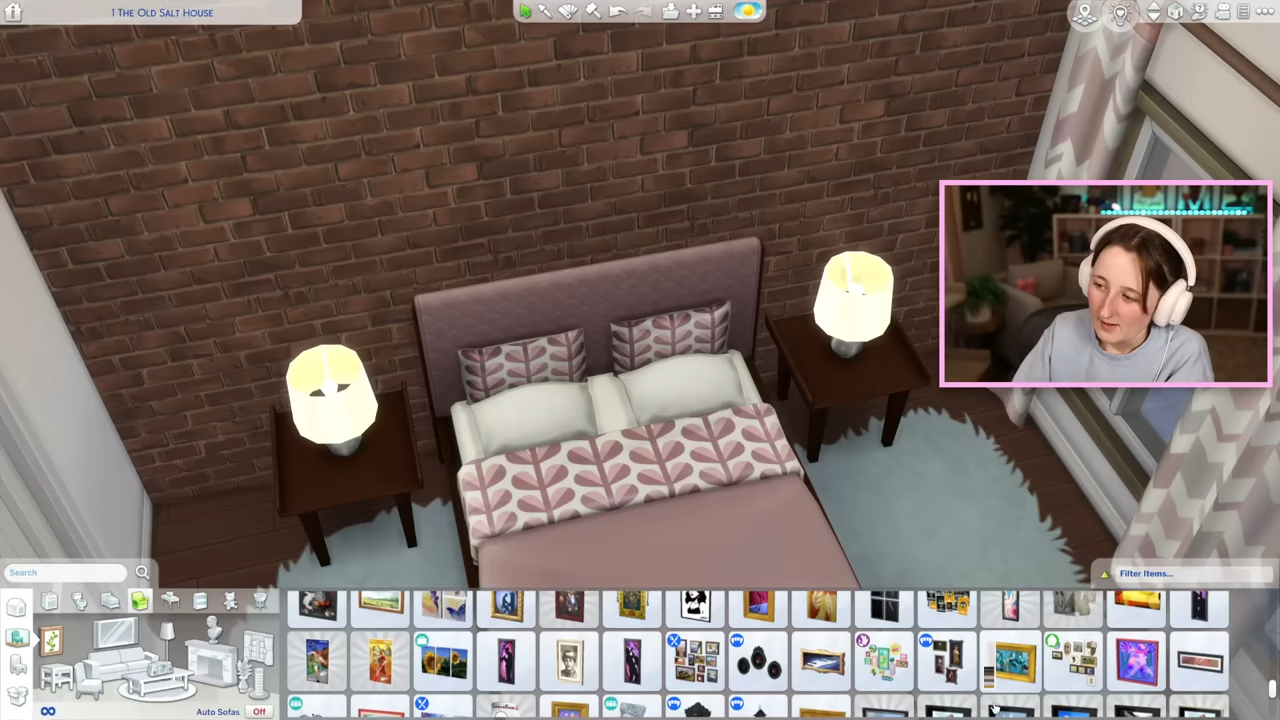 1 The Old Salt House
Search
Filter Items...
Auto Sofas Off